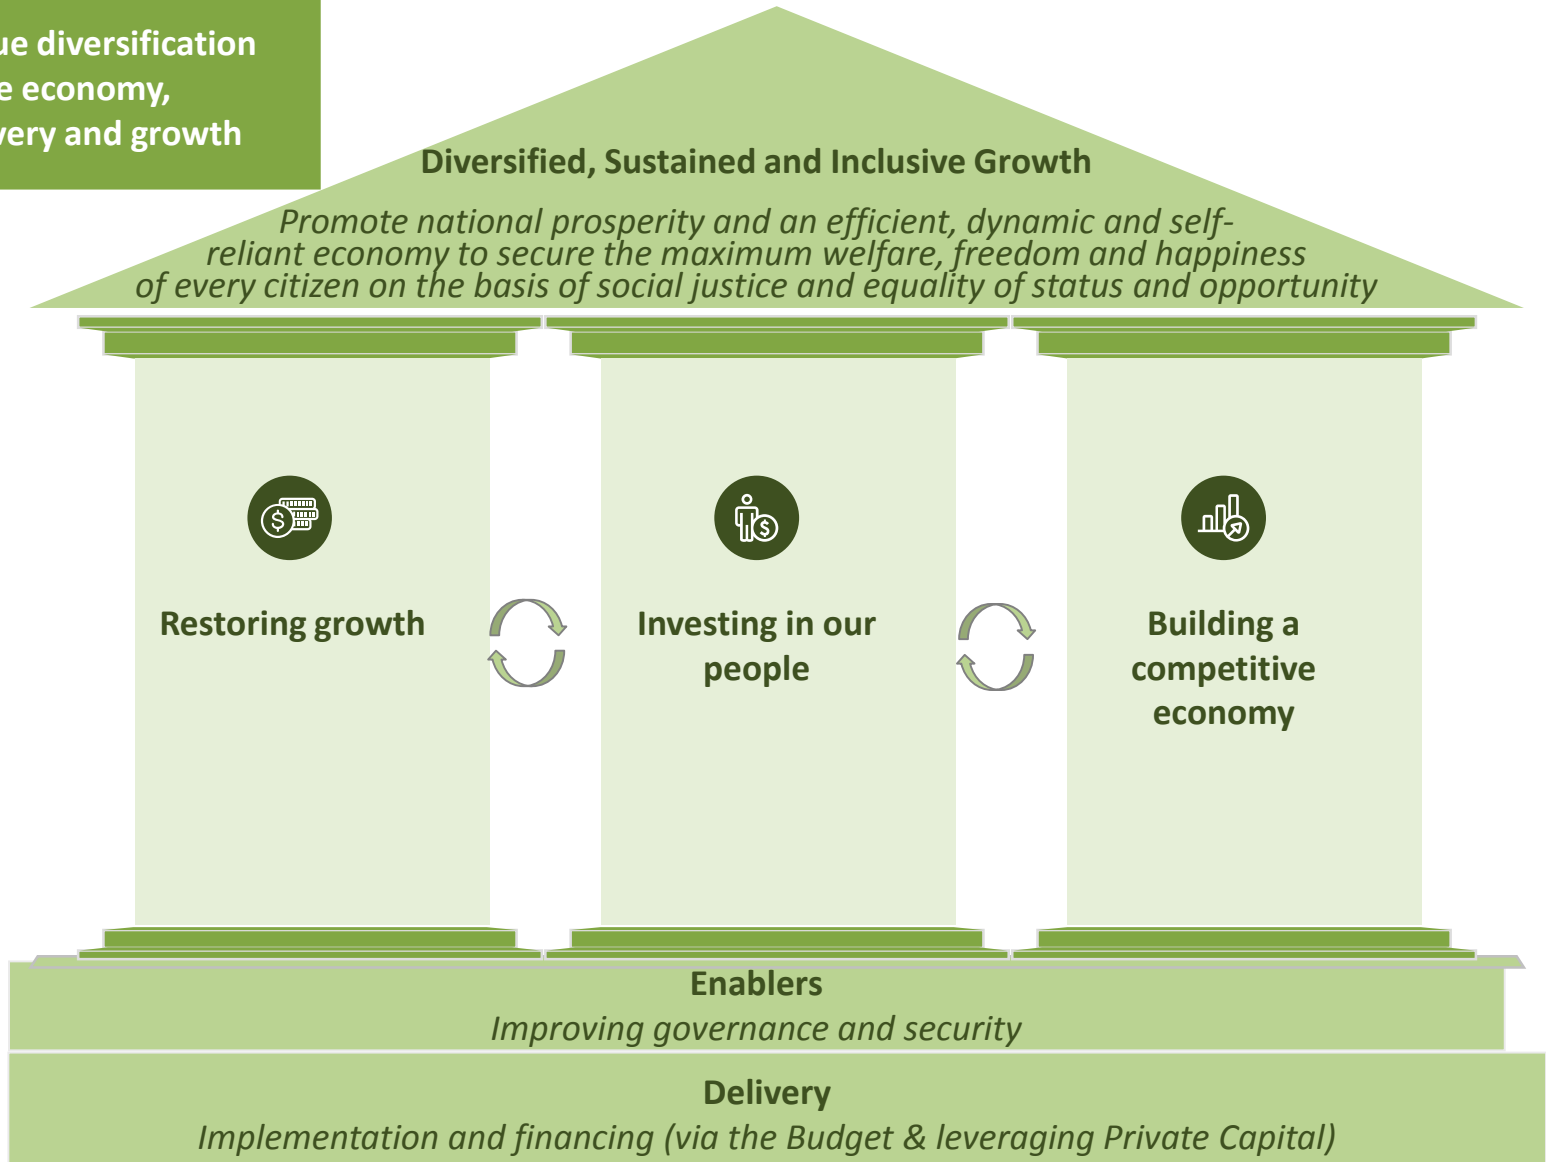 diversification
economy,
and growth
Diversified, Sustained and Inclusive Growth
Promote national prosperity and an efficient, dynamic and self-
reliant economy to secure the maximum welfare, freedom and happiness
of every citizen on the basis of social justice and equality of status and opportunity
Restoring growth
Investing in our
people
Building a
competitive
economy
Enablers
Improving governance and security
Delivery
Implementation and financing (via the Budget & leveraging Private Capital)